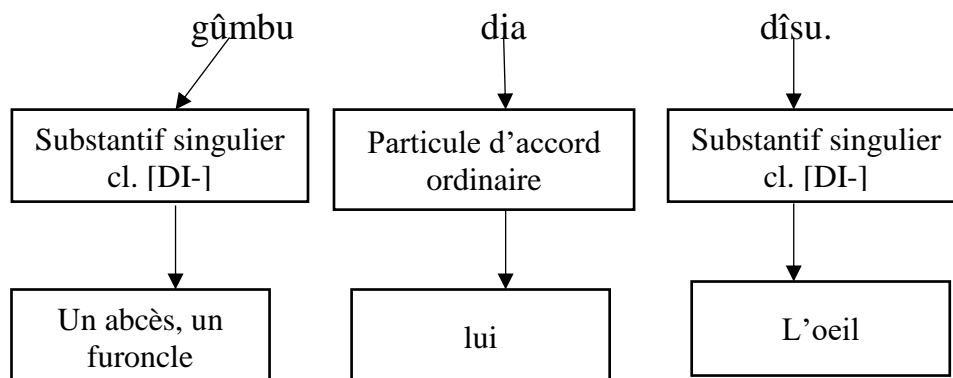 gûmbu dia dîsu.
Substantif singulier
cl. [DI-]
Particule d’accord
ordinaire
Substantif singulier
cl. [DI-]
Un abcès, un
furoncle
lui
L’oeil